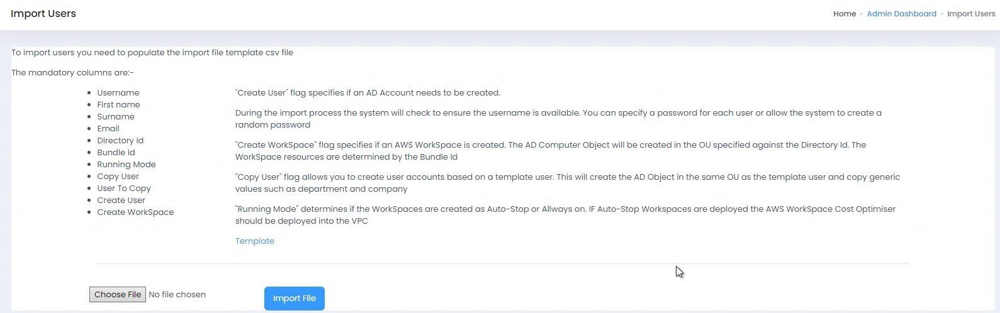 Import Users
Home • Admin Dashboard • Import Users
To import users you need to populate the import file template csv file
The mandatory columns are:-
• Username
• First name
• Surname
• Email
• Directory Id
• Bundle Id
• Running Mode
• Copy User
• User To Copy
• Create User
• Create WorkSpace
"Create User" flag specifies if an AD Account needs to be created.
During the import process the system will check to ensure the username is available. You can specify a password for each user or allow the system to create a
random password
"Create WorkSpace" flag specifies if an AWS WorkSpace is created. The AD Computer Object will be created in the OU specified against the Directory Id. The
WorkSpace resources are determined by the Bundle Id
"Copy User" flag allows you to create user accounts based on a template user. This will create the AD Object in the same OU as the template user and copy generic
values such as department and company
"Running Mode" determines if the WorkSpaces are created as Auto-Stop or Allways on. IF Auto-Stop Workspaces are deployed the AWS WorkSpace Cost Optimiser
should be deployed into the VPC
Template
Choose File No file chosen
Import File